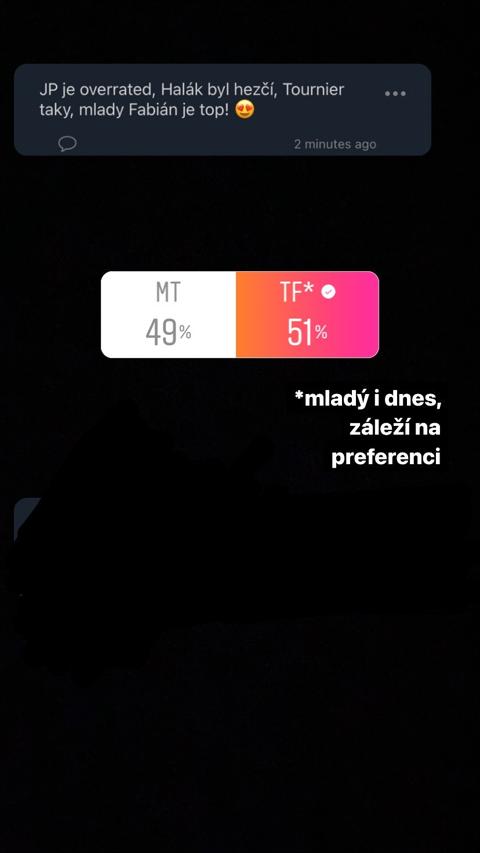 JP je overrated, Halák byl hezčí, Tournier
taky, mlady Fabián je top! 😍
2 minutes ago
MT
49%
TF*
51%
*mladý i dnes,
záleží na
preferenci